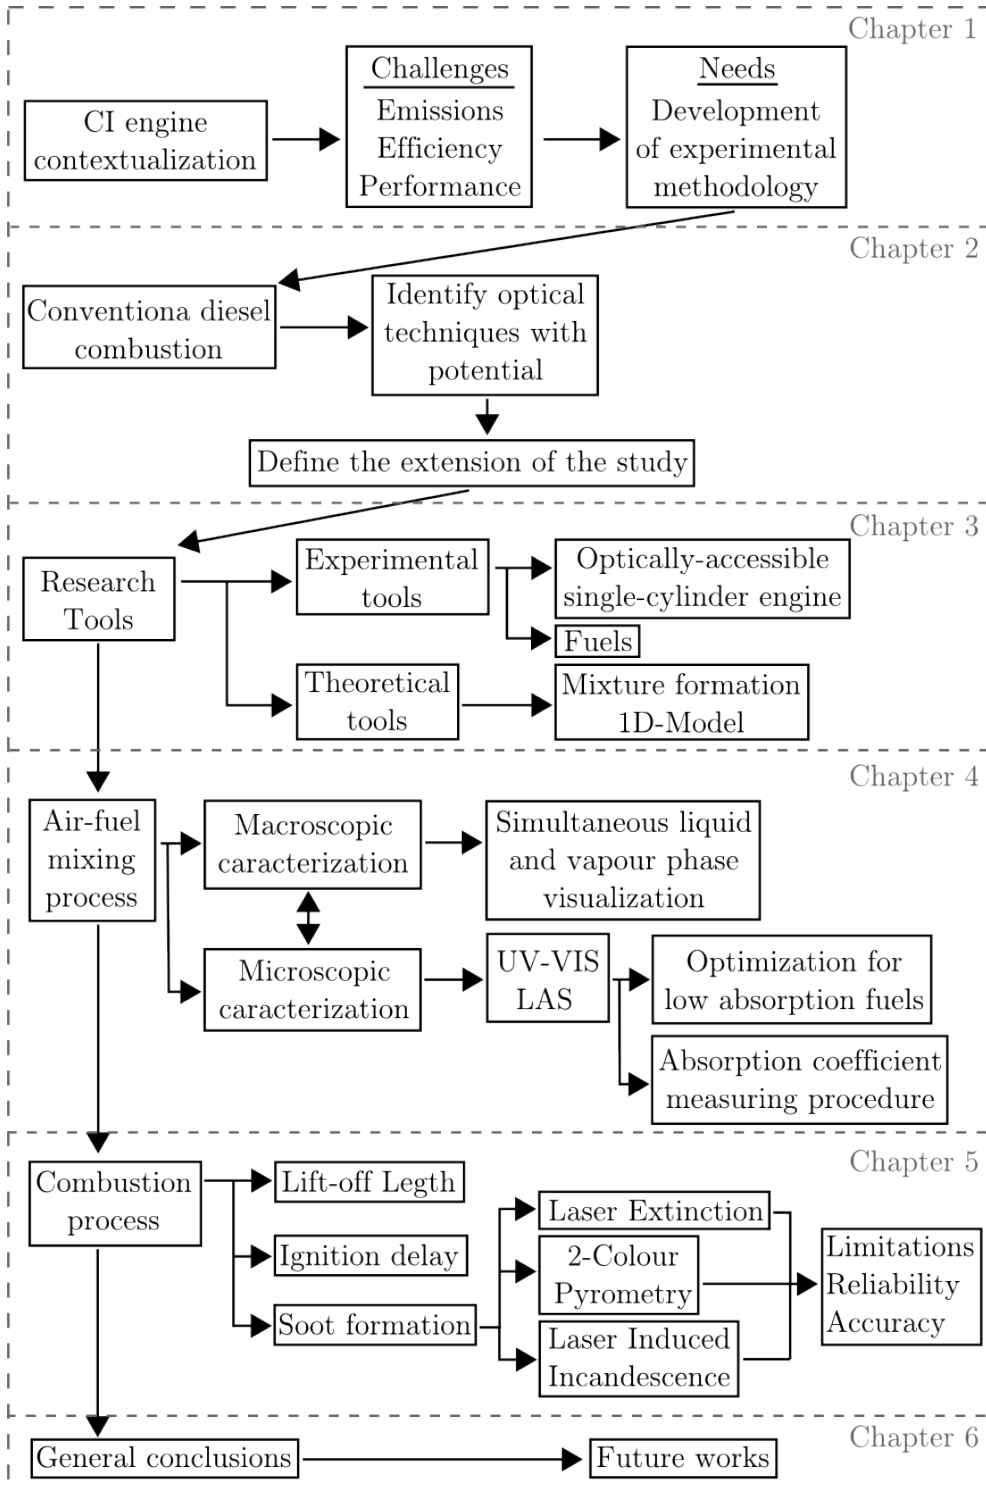 Chapter 1
CI engine
contextualization
Challenges
Emissions
Efficiency
Performance
Needs
Development
of experimental
methodology
Chapter 2
Conventiona diesel
combustion
Identify optical
techniques with
potential
Define the extension of the study
Chapter 3
Research
Tools
Experimental
tools
Optically-accessible
single-cylinder engine
Fuels
Theoretical
tools
Mixture formation
1D-Model
Chapter 4
Air-fuel
mixing
process
Macroscopic
caracterization
Simultaneous liquid
and vapour phase
visualization
Microscopic
caracterization
UV-VIS
LAS
Optimization for
low absorption fuels
Absorption coefficient
measuring procedure
Chapter 5
Combustion
process
Lift-off Legth
Ignition delay
Soot formation
Laser Extinction
2-Colour
Pyrometry
Laser Induced
Incandescence
Limitations
Reliability
Accuracy
Chapter 6
General conclusions
Future works